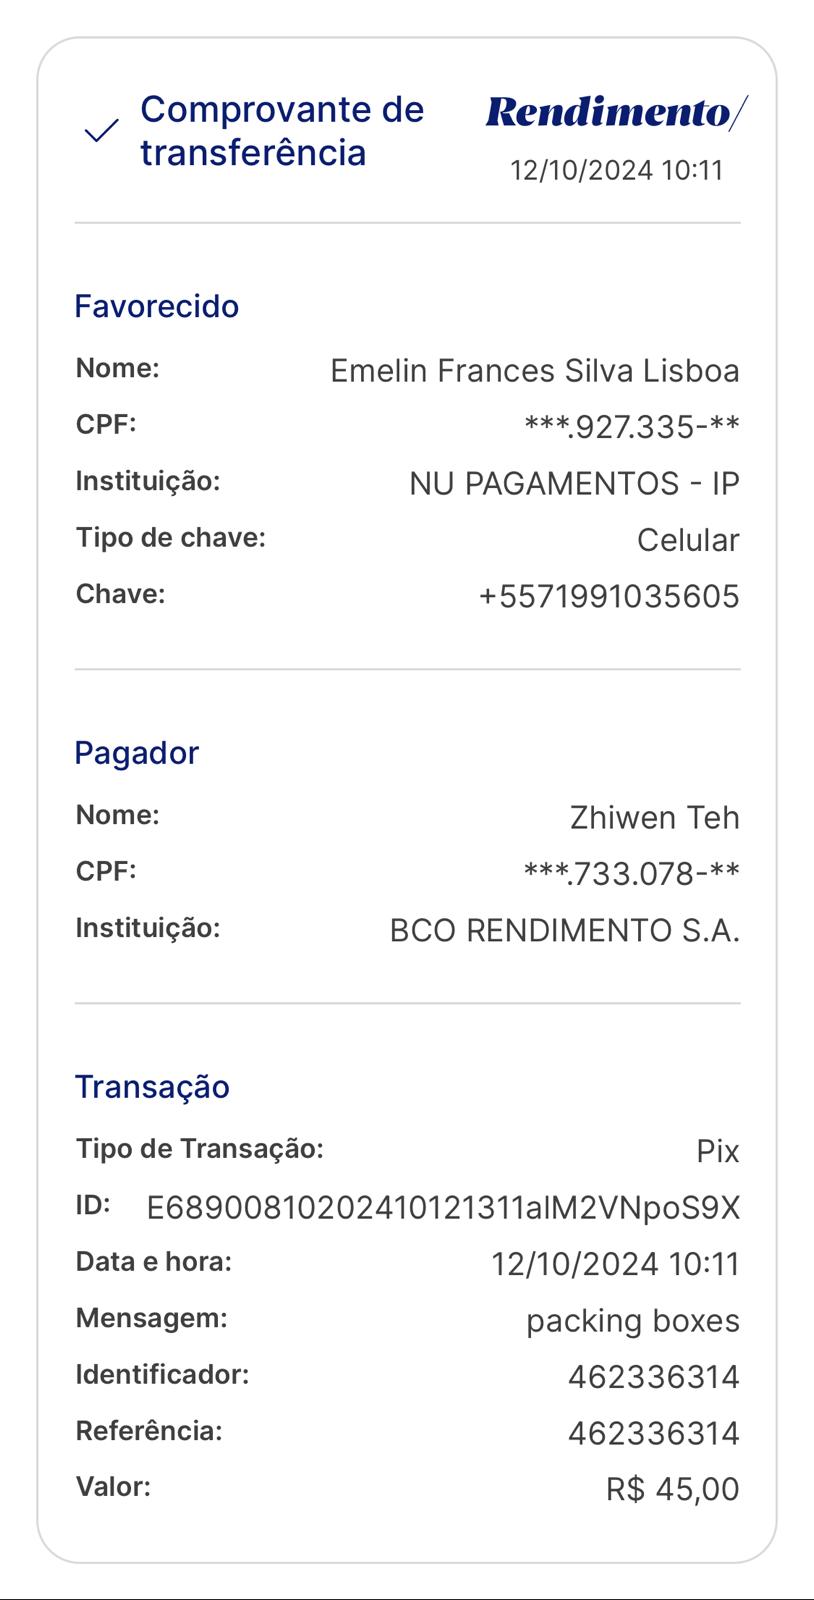 Comprovante de
transferência
Rendimento/
12/10/2024 10:11
Favorecido
Nome: Emelin Frances Silva Lisboa
CPF: ***.927.335-**
Instituição: NU PAGAMENTOS - IP
Tipo de chave: Celular
Chave: +5571991035605
Pagador
Nome: Zhiwen Teh
CPF: ***.733.078-**
Instituição: BCO RENDIMENTO S.A.
Transação
Tipo de Transação: Pix
ID: E68900810202410121311alM2VNpoS9X
Data e hora: 12/10/2024 10:11
Mensagem: packing boxes
Identificador: 462336314
Referência: 462336314
Valor: R$ 45,00